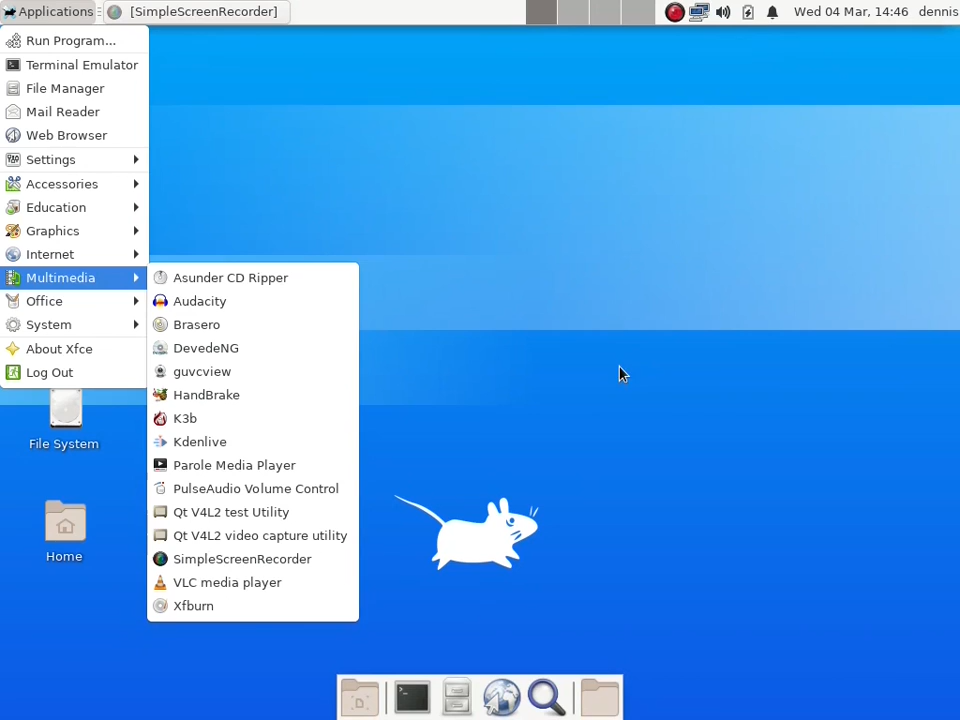 Applications
[SimpleScreenRecorder]
Wed 04 Mar, 14:46
dennis
Run Program...
Terminal Emulator
File Manager
Mail Reader
Web Browser
Settings
Accessories
Education
Graphics
Internet
Multimedia
Office
System
About Xfce
Log Out
Asunder CD Ripper
Audacity
Brasero
DevedeNG
guvcview
HandBrake
K3b
Kdenlive
Parole Media Player
PulseAudio Volume Control
Qt V4L2 test Utility
Qt V4L2 video capture utility
SimpleScreenRecorder
VLC media player
Xfburn
File System
Home